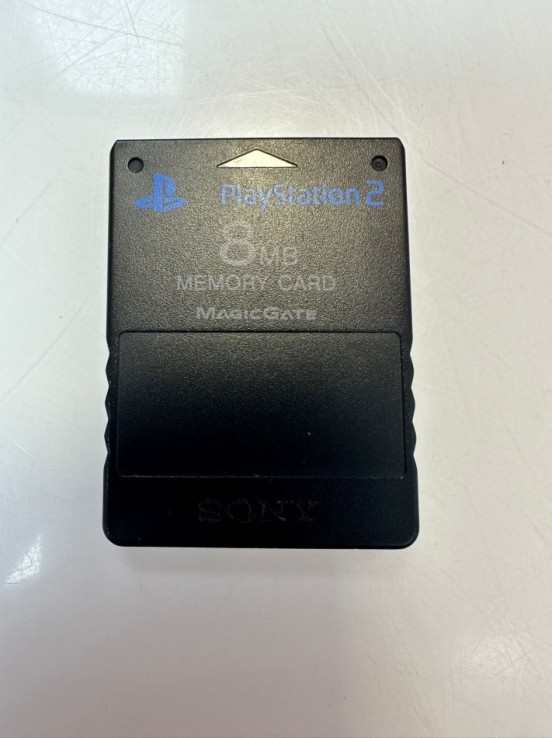 PlayStation 2
8MB
MEMORY CARD
MAGICGATE
SONY